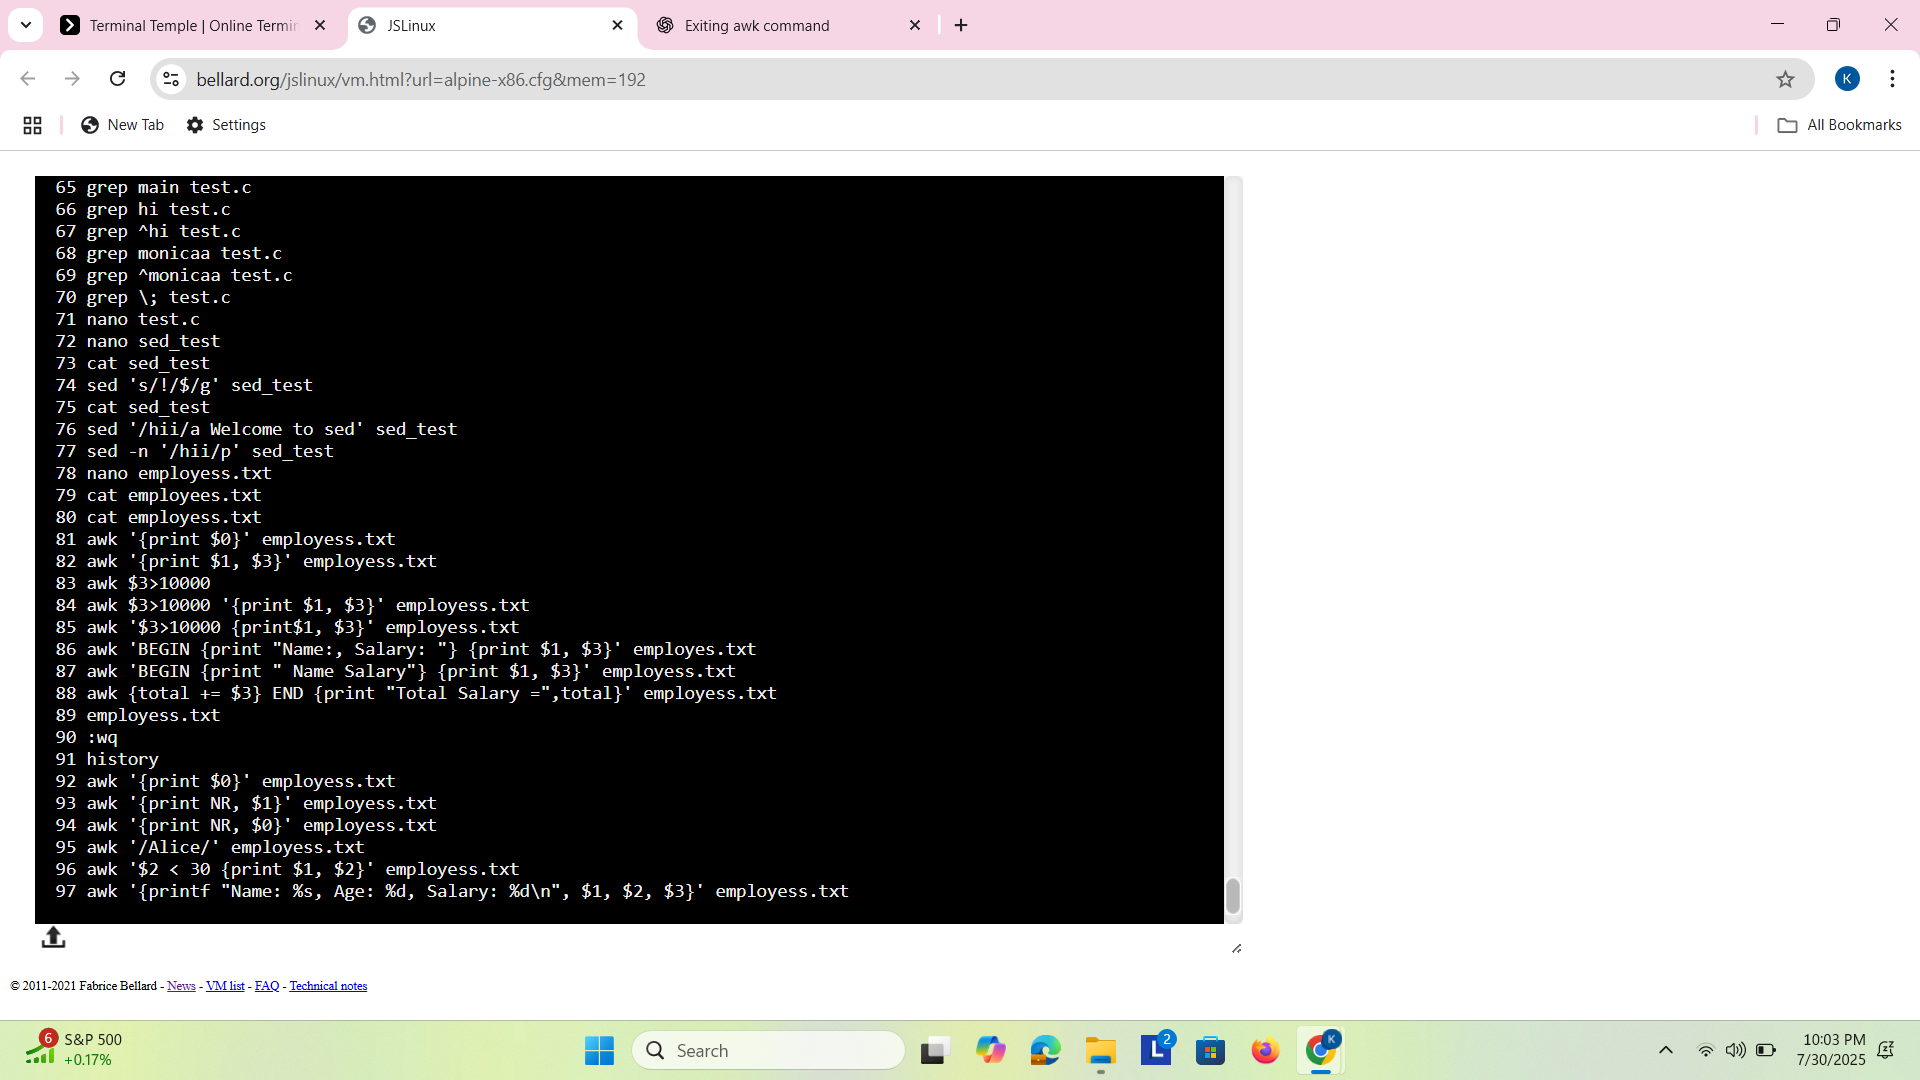 Terminal Temple | Online Termin
JSLinux
Exiting awk command
bellard.org/jslinux/vm.html?url=alpine-x86.cfg&mem=192
K
New Tab
Settings
All Bookmarks
65 grep main test.c
66 grep hi test.c
67 grep ^hi test.c
68 grep monicaa test.c
69 grep ^monicaa test.c
70 grep \; test.c
71 nano test.c
72 nano sed_test
73 cat sed_test
74 sed 's/!/$/g' sed_test
75 cat sed_test
76 sed '/hii/a Welcome to sed' sed_test
77 sed -n '/hii/p' sed_test
78 nano employess.txt
79 cat employees.txt
80 cat employess.txt
81 awk '{print $0}' employess.txt
82 awk '{print $1, $3}' employess.txt
83 awk $3>10000
84 awk $3>10000 '{print $1, $3}' employess.txt
85 awk '$3>10000 {print$1, $3}' employess.txt
86 awk 'BEGIN {print "Name:, Salary: "} {print $1, $3}' employes.txt
87 awk 'BEGIN {print " Name Salary"} {print $1, $3}' employess.txt
88 awk {total += $3} END {print "Total Salary =",total}' employess.txt
89 employess.txt
90 :wq
91 history
92 awk '{print $0}' employess.txt
93 awk '{print NR, $1}' employess.txt
94 awk '{print NR, $0}' employess.txt
95 awk '/Alice/' employess.txt
96 awk '$2 < 30 {print $1, $2}' employess.txt
97 awk '{printf "Name: %s, Age: %d, Salary: %d\n", $1, $2, $3}' employess.txt
© 2011-2021 Fabrice Bellard - News - VM list - FAQ - Technical notes
6
S&P 500
+0.17%
Search
L
2
K
10:03 PM
7/30/2025